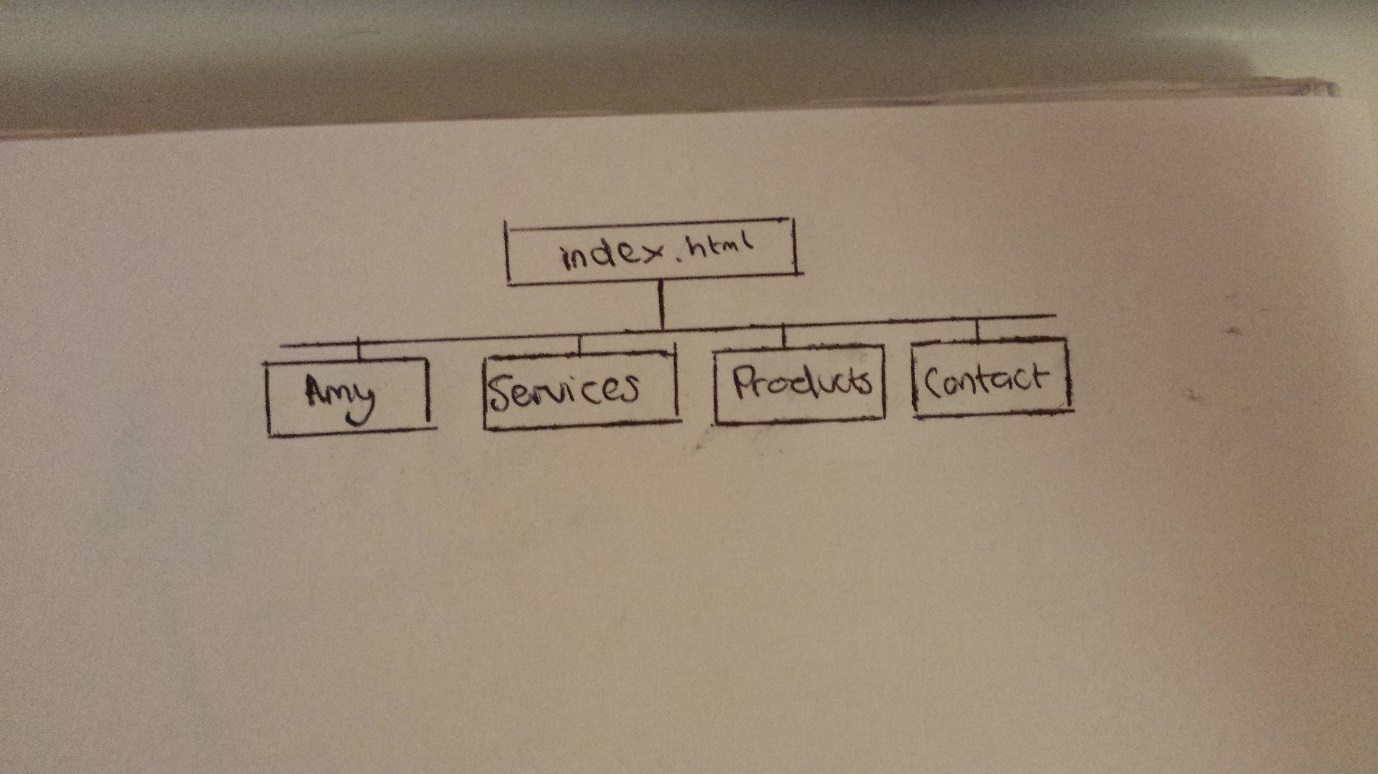 index.html
Amy
Services
Products
Contact